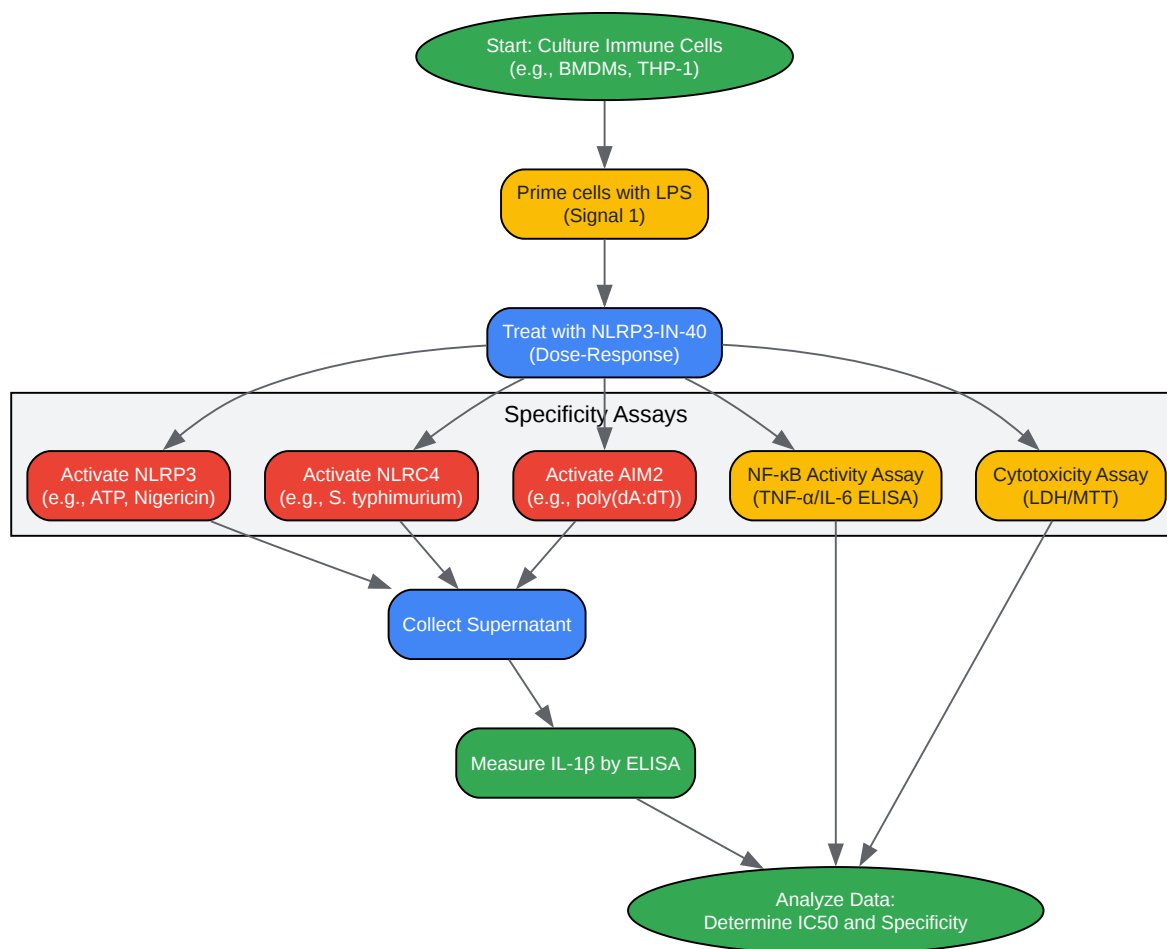 Start: Culture Immune Cells
(e.g., BMDMs, THP-1)
Prime cells with LPS
(Signal 1)
Treat with NLRP3-IN-40
(Dose-Response)
Specificity Assays
Activate NLRP3
(e.g., ATP, Nigericin)
Activate NLRC4
(e.g., S. typhimurium)
Activate AIM2
(e.g., poly(dA:dT))
NF-κB Activity Assay
(TNF-α/IL-6 ELISA)
Cytotoxicity Assay
(LDH/MTT)
Collect Supernatant
Measure IL-1β by ELISA
Analyze Data:
Determine IC50 and Specificity